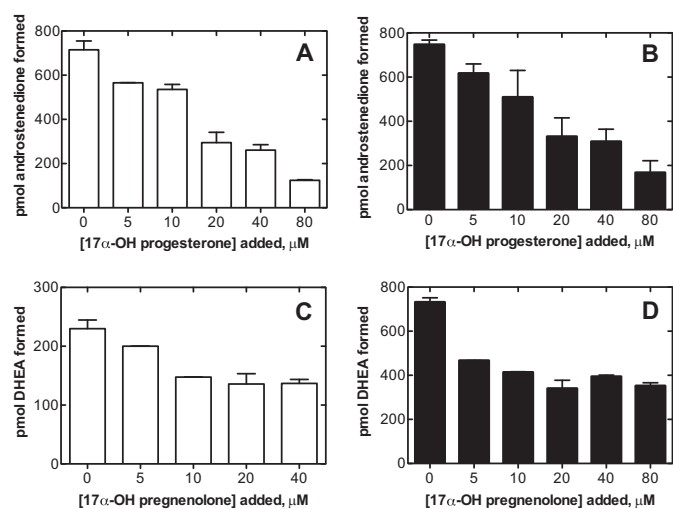 A
pmol androstenedione formed
800
600
400
200
0
0 5 10 20 40 80
[17α-OH progesterone] added, μM
B
pmol androstenedione formed
800
600
400
200
0
0 5 10 20 40 80
[17α-OH progesterone] added, μM
C
pmol DHEA formed
300
200
100
0
0 5 10 20 40
[17α-OH pregnenolone] added, μM
D
pmol DHEA formed
800
600
400
200
0
0 5 10 20 40 80
[17α-OH pregnenolone] added, μM